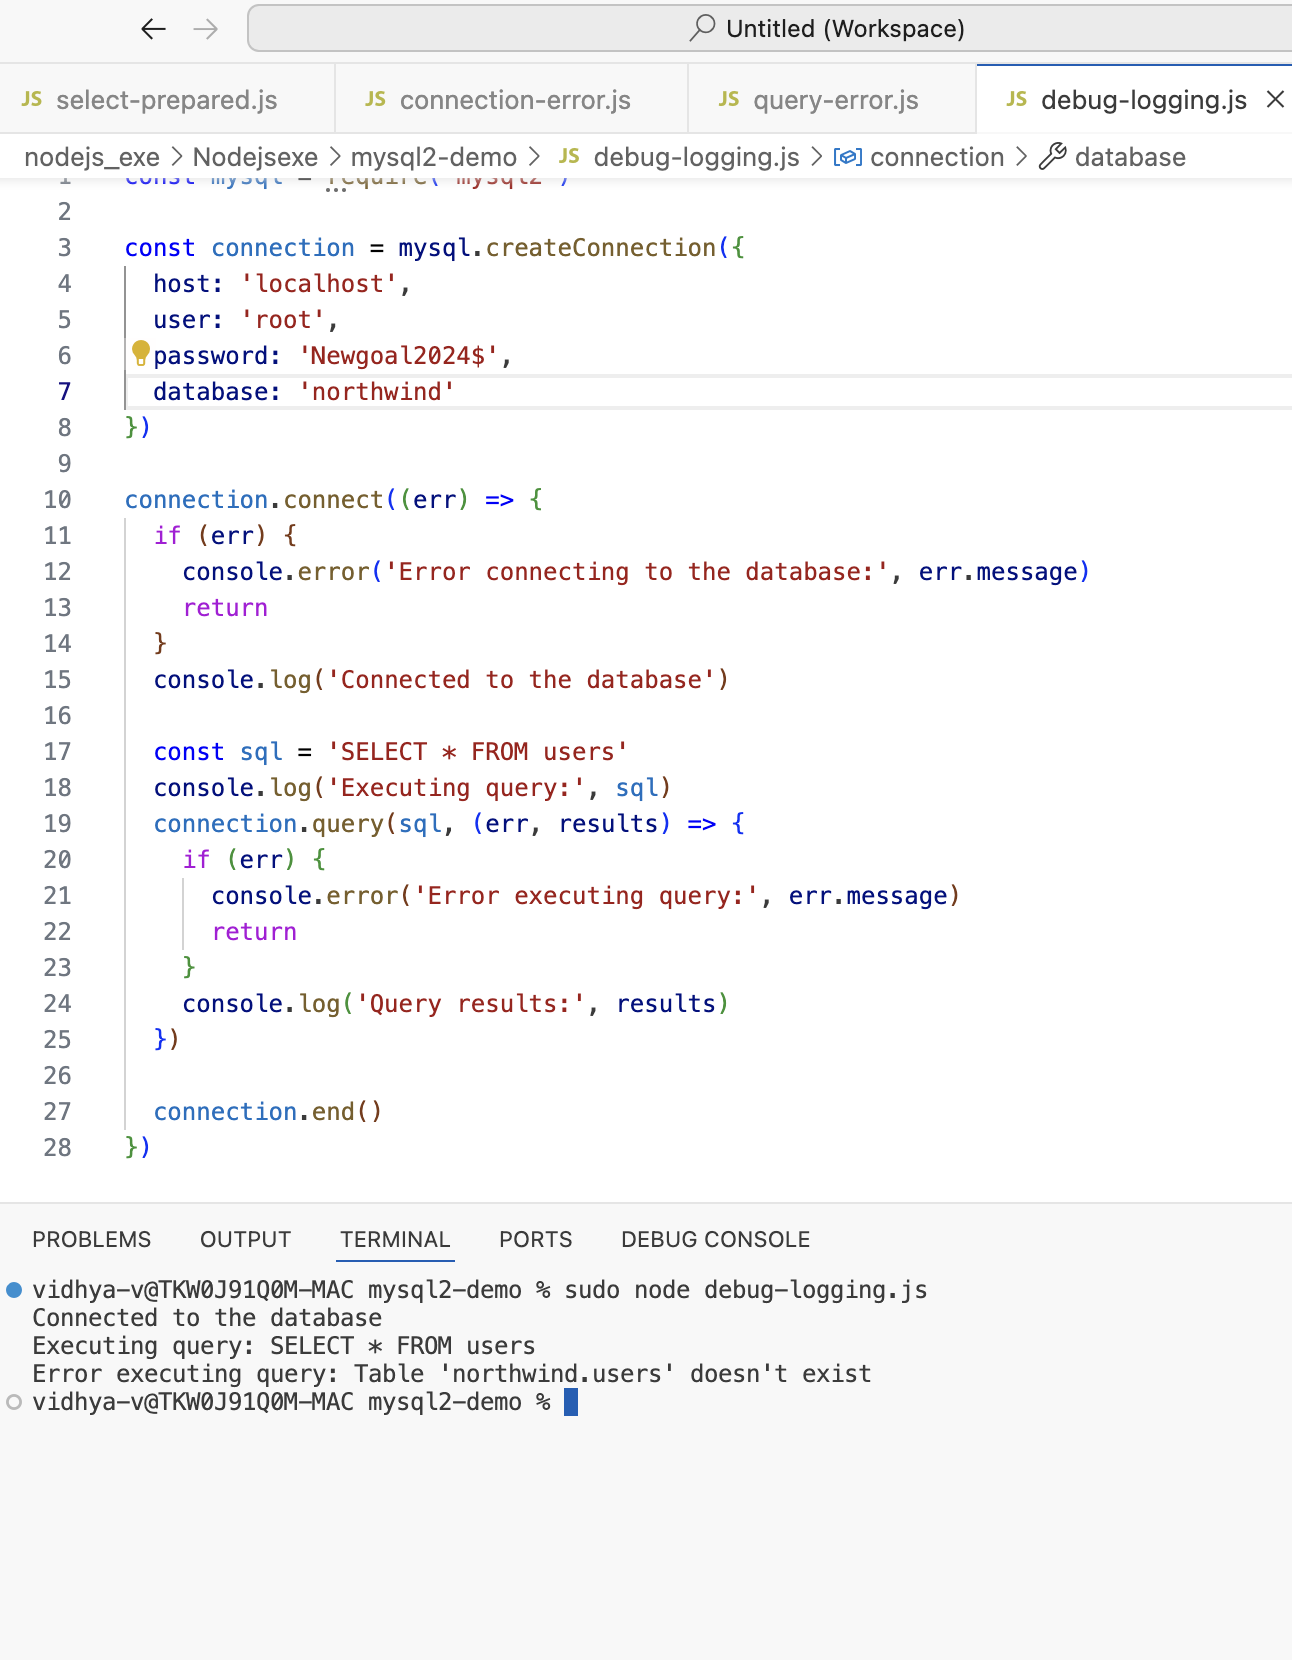 Untitled (Workspace)
JS select-prepared.js JS connection-error.js JS query-error.js JS debug-logging.js
nodejs_exe > Nodejsexe > mysql2-demo > JS debug-logging.js > connection > database
1 const mysql = require('mysql2')
2
3 const connection = mysql.createConnection({
4 host: 'localhost',
5 user: 'root',
6 password: 'Newgoal2024$',
7 database: 'northwind'
8 })
9
10 connection.connect((err) => {
11 if (err) {
12 console.error('Error connecting to the database:', err.message)
13 return
14 }
15 console.log('Connected to the database')
16
17 const sql = 'SELECT * FROM users'
18 console.log('Executing query:', sql)
19 connection.query(sql, (err, results) => {
20 if (err) {
21 console.error('Error executing query:', err.message)
22 return
23 }
24 console.log('Query results:', results)
25 })
26
27 connection.end()
28 })
PROBLEMS OUTPUT TERMINAL PORTS DEBUG CONSOLE
vidhya-v@TKW0J91Q0M-MAC mysql2-demo % sudo node debug-logging.js
Connected to the database
Executing query: SELECT * FROM users
Error executing query: Table 'northwind.users' doesn't exist
vidhya-v@TKW0J91Q0M-MAC mysql2-demo %